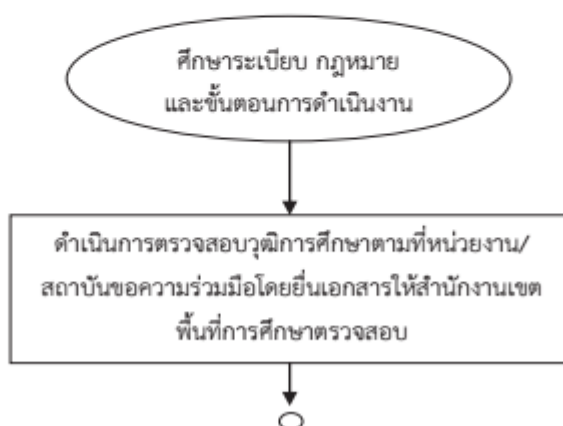 ศึกษาระเบียบ กฎหมาย
และขั้นตอนการดำเนินงาน
ดำเนินการตรวจสอบวุฒิการศึกษาตามที่หน่วยงาน/
สถาบันขอความร่วมมือโดยยื่นเอกสารให้สำนักงานเขต
พื้นที่การศึกษาตรวจสอบ